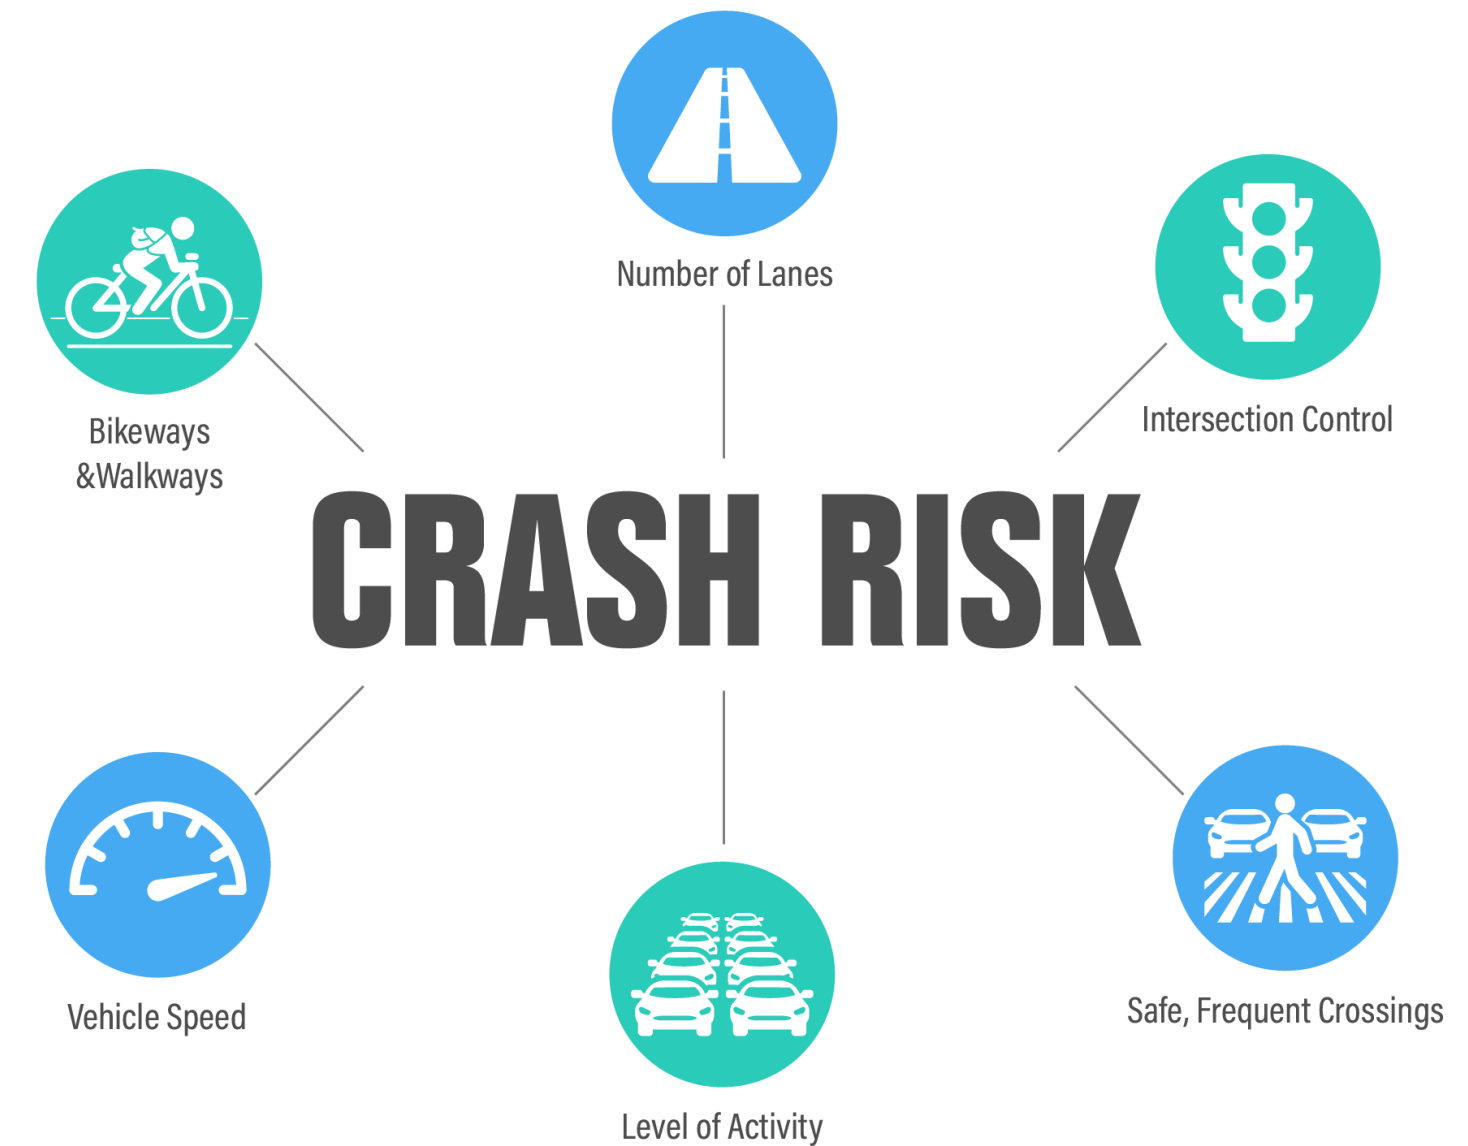 Number of Lanes
Intersection Control
Bikeways
&Walkways
CRASH RISK
Vehicle Speed
Safe, Frequent Crossings
Level of Activity